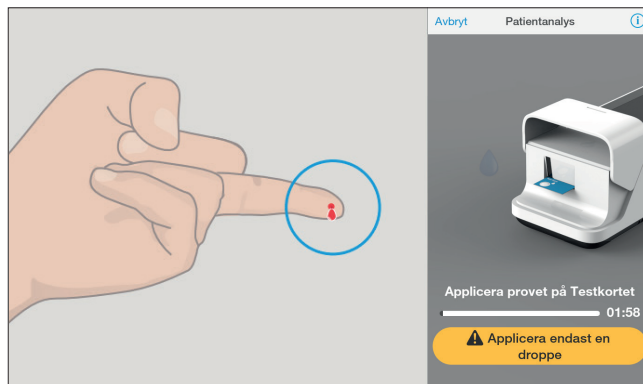 Avbryt Patientanalys
Applicera provet på Testkortet
01:58
Applicera endast en
droppe